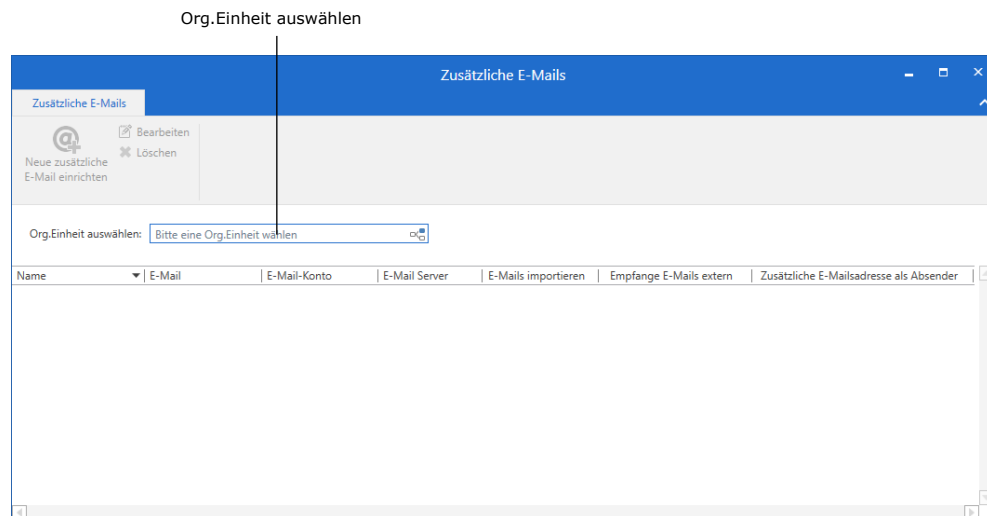 Org.Einheit auswählen
Zusätzliche E-Mails
Zusätzliche E-Mails
Neue zusätzliche
E-Mail einrichten
Bearbeiten
Löschen
Org.Einheit auswählen: Bitte eine Org.Einheit wählen
Name E-Mail E-Mail-Konto E-Mail Server E-Mails importieren Empfange E-Mails extern Zusätzliche E-Mailsadresse als Absender